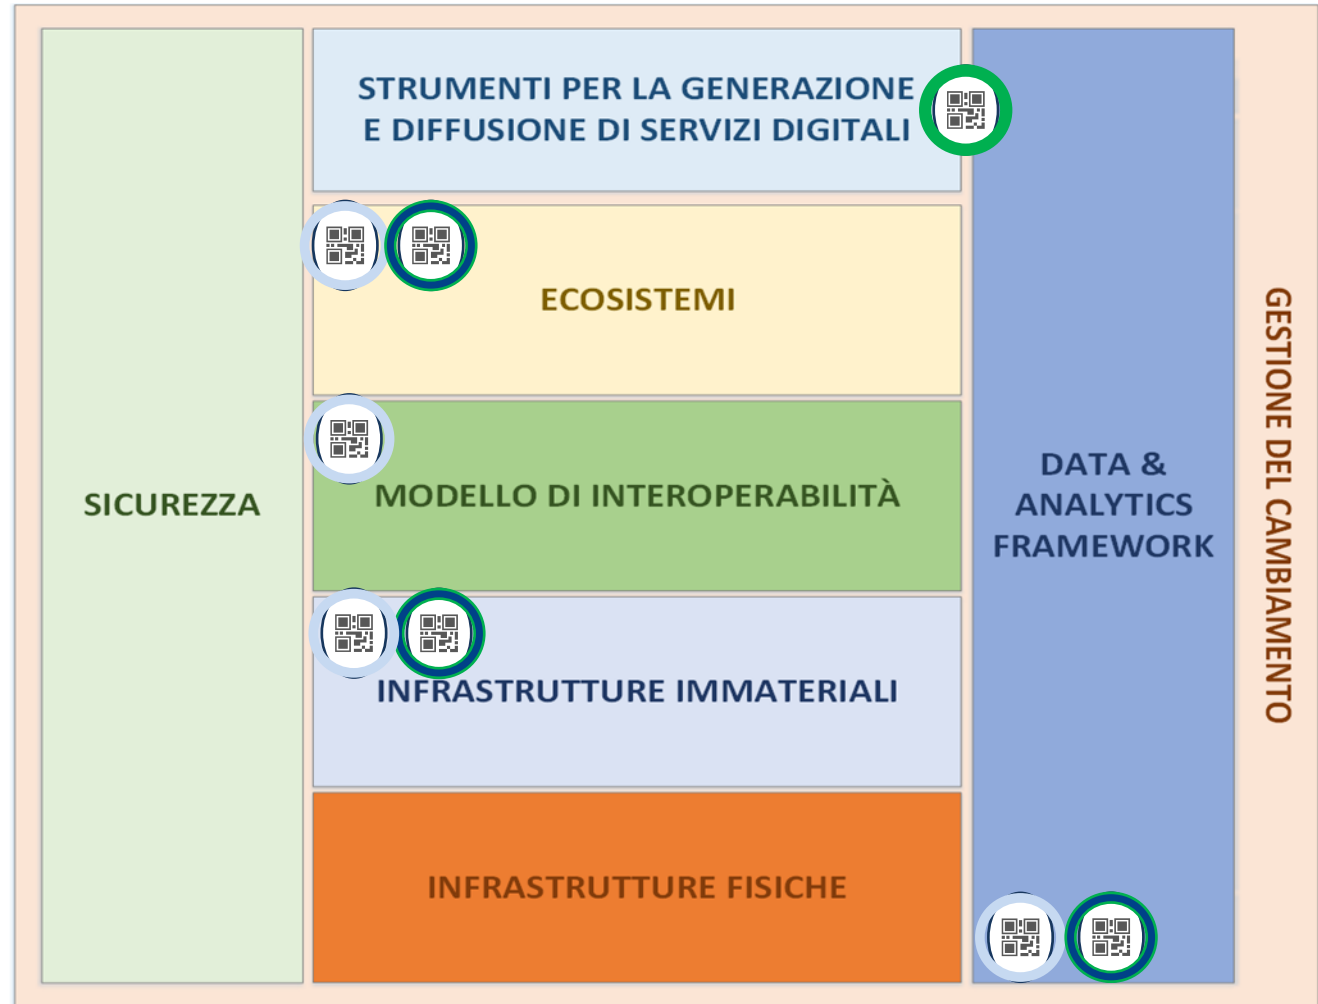 STRUMENTI PER LA GENERAZIONE
E DIFFUSIONE DI SERVIZI DIGITALI
ECOSISTEMI
SICUREZZA
MODELLO DI INTEROPERABILITÀ
DATA &
ANALYTICS
FRAMEWORK
INFRASTRUTTURE IMMATERIALI
INFRASTRUTTURE FISICHE
GESTIONE DEL CAMBIAMENTO